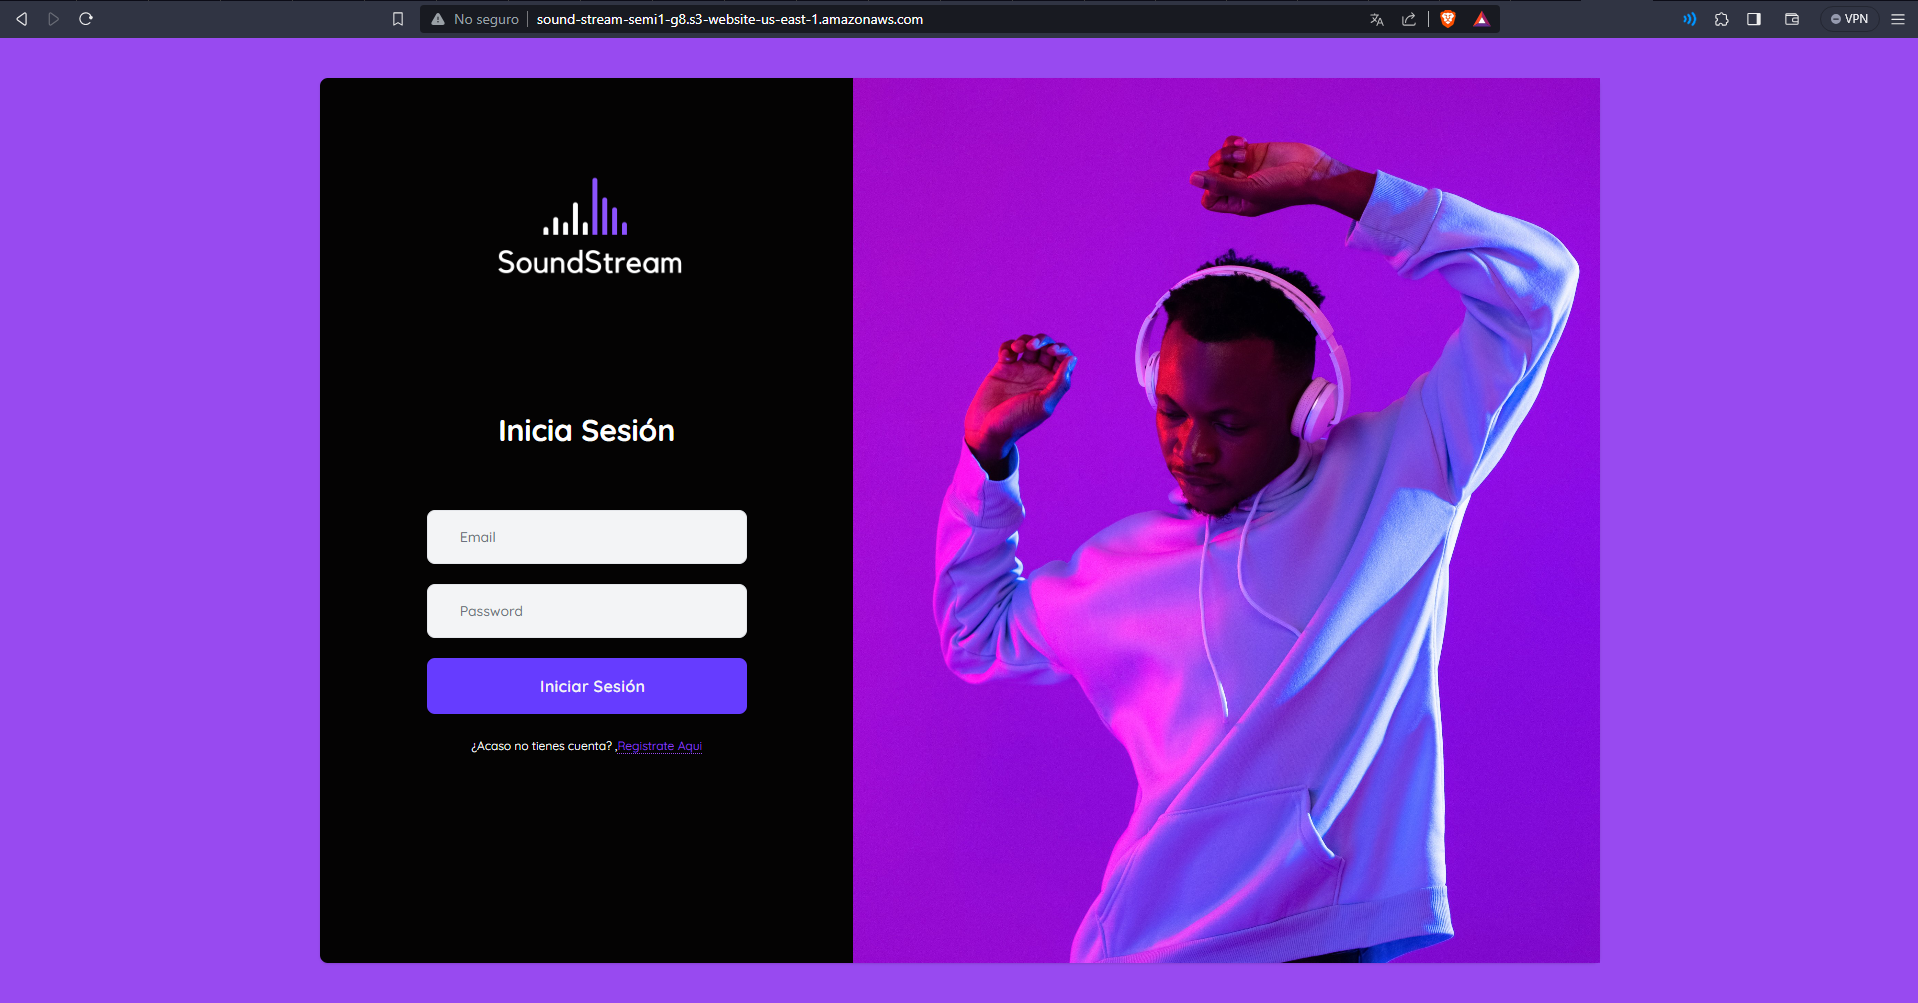 No seguro
sound-stream-semi1-g8.s3-website-us-east-1.amazonaws.com
VPN
SoundStream
Inicia Sesión
Email
Password
Iniciar Sesión
¿Acaso no tienes cuenta? ,Registrate Aqui